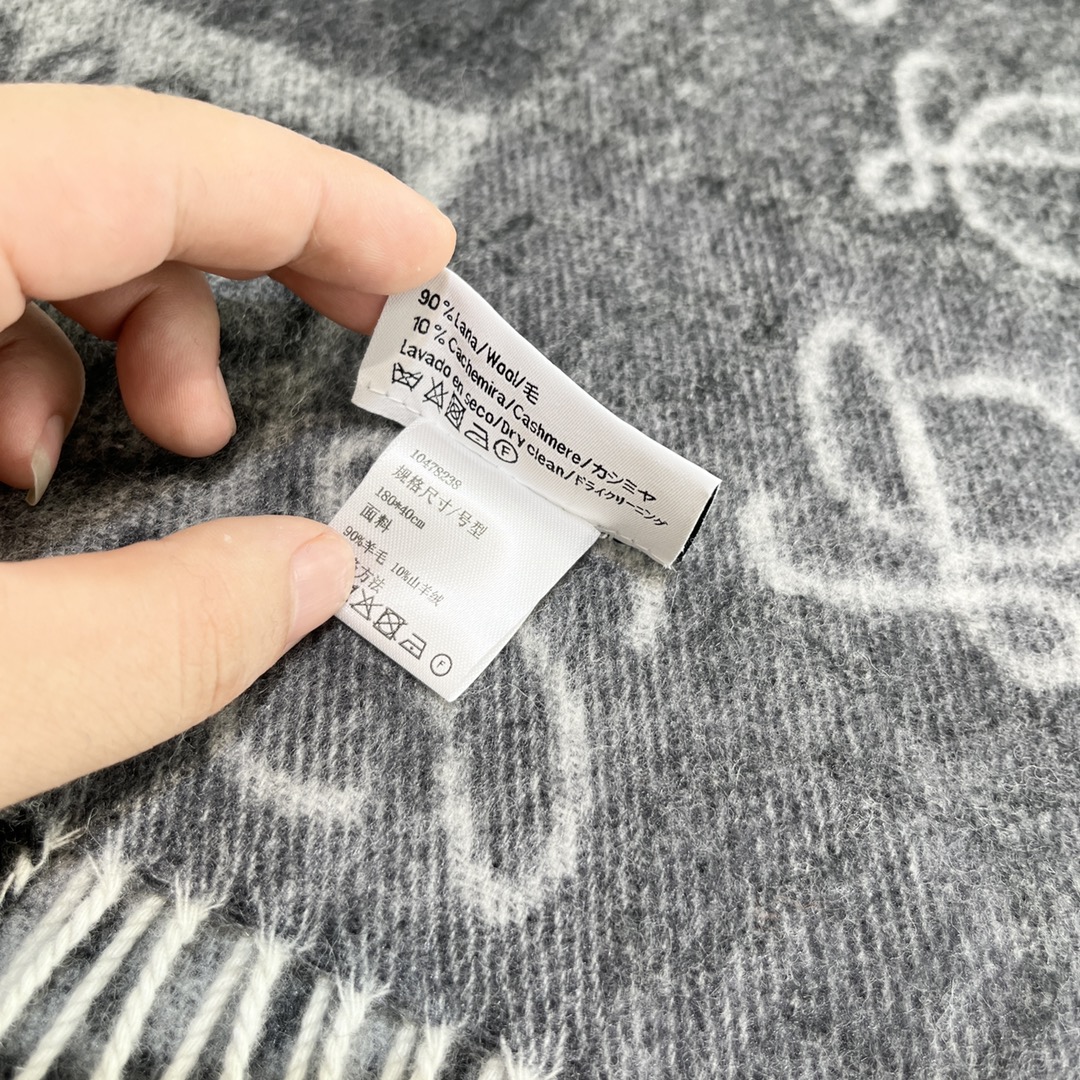 90%Lana/Wool/毛
10%Cachemira/Cashmere/カシミヤ
Lavado en seco/Dry clean/ドライクリーニング
F
10478238
规格尺寸/号型
180*40cm
面料
90%羊毛 10%山羊绒
方法
F